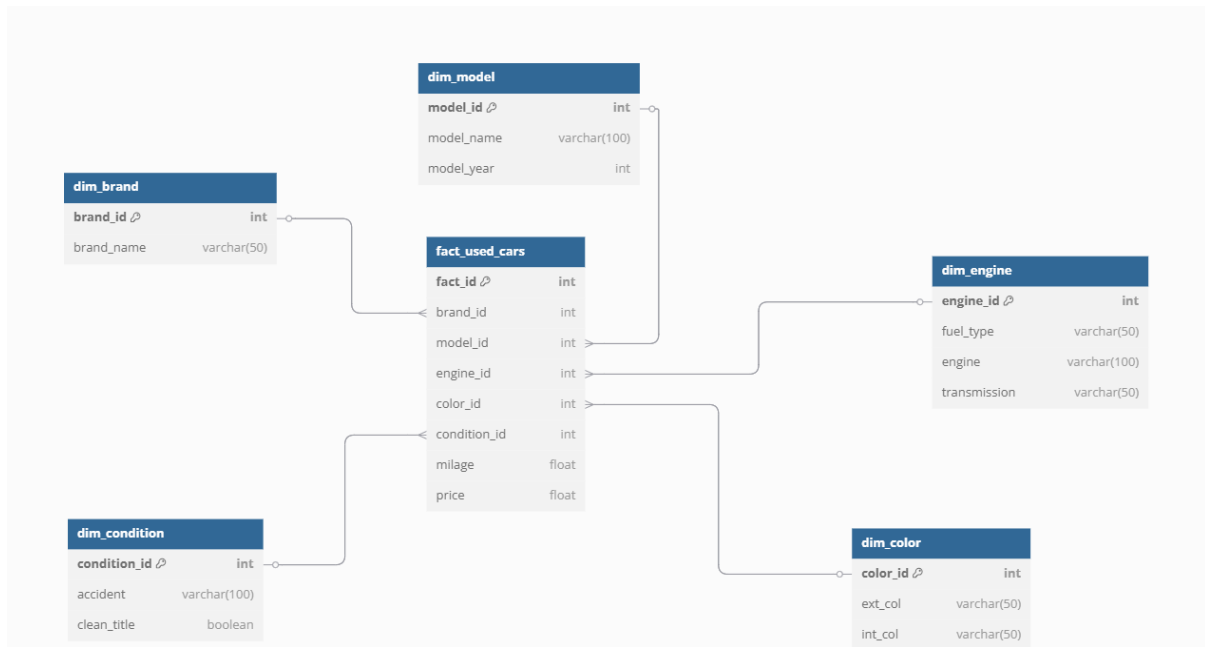 dim_model
model_id int
model_name varchar(100)
model_year int
dim_brand
brand_id int
brand_name varchar(50)
fact_used_cars
fact_id int
brand_id int
model_id int
engine_id int
color_id int
condition_id int
milage float
price float
dim_engine
engine_id int
fuel_type varchar(50)
engine varchar(100)
transmission varchar(50)
dim_condition
condition_id int
accident varchar(100)
clean_title boolean
dim_color
color_id int
ext_col varchar(50)
int_col varchar(50)